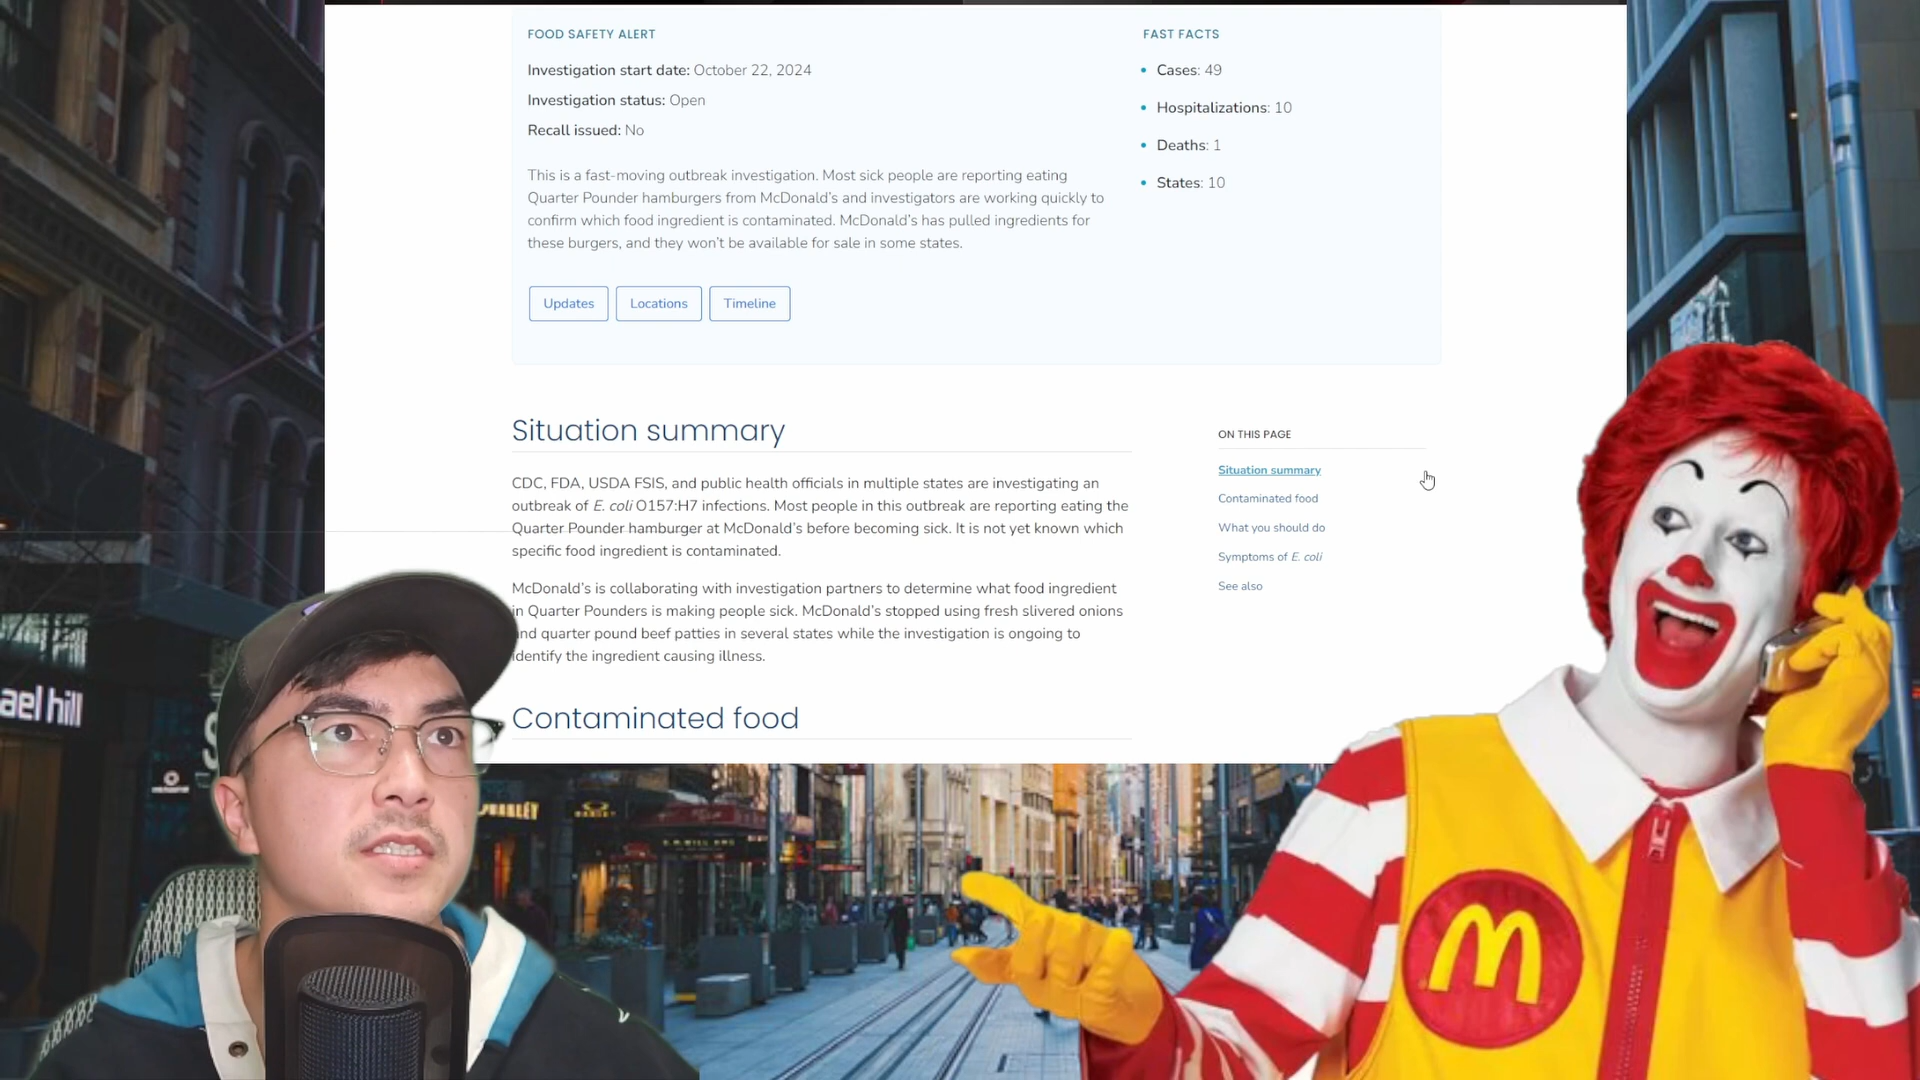 FOOD SAFETY ALERT
Investigation start date: October 22, 2024
Investigation status: Open
Recall issued: No
This is a fast-moving outbreak investigation. Most sick people are reporting eating
Quarter Pounder hamburgers from McDonald's and investigators are working quickly to
confirm which food ingredient is contaminated. McDonald's has pulled ingredients for
these burgers, and they won't be available for sale in some states.
Updates
Locations
Timeline
FAST FACTS
Cases: 49
Hospitalizations: 10
Deaths: 1
States: 10
Situation summary
CDC, FDA, USDA FSIS, and public health officials in multiple states are investigating an
outbreak of E. coli O157:H7 infections. Most people in this outbreak are reporting eating the
Quarter Pounder hamburger at McDonald's before becoming sick. It is not yet known which
specific food ingredient is contaminated.
McDonald's is collaborating with investigation partners to determine what food ingredient
in Quarter Pounders is making people sick. McDonald's stopped using fresh slivered onions
and quarter pound beef patties in several states while the investigation is ongoing to
identify the ingredient causing illness.
Contaminated food
ON THIS PAGE
Situation summary
Contaminated food
What you should do
Symptoms of E. coli
See also
ael hill
M